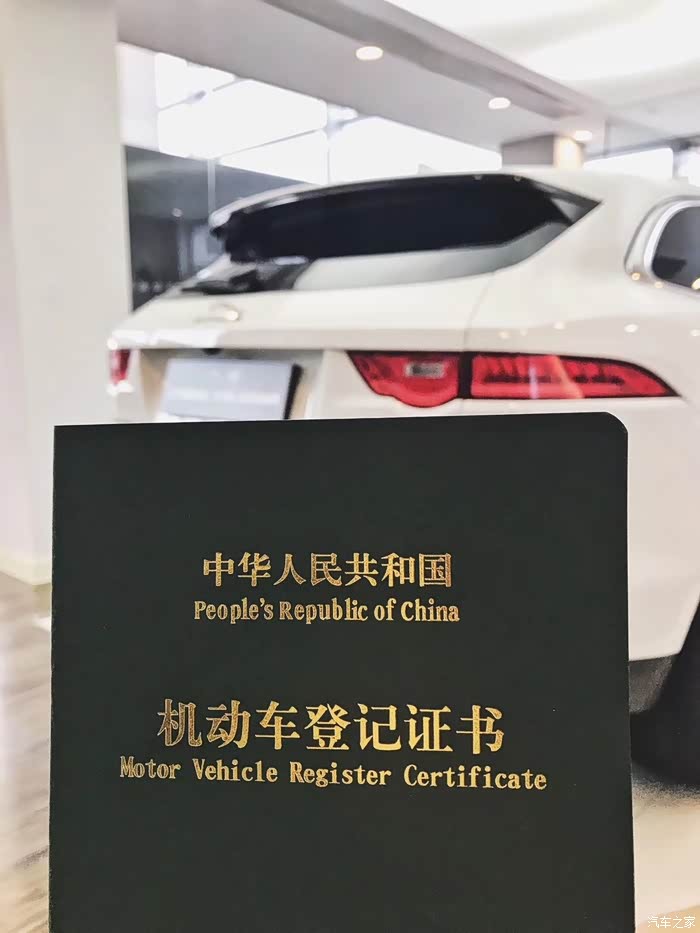 中华人民共和国
People's Republic of China
机动车登记证书
Motor Vehicle Register Certificate
汽车之家